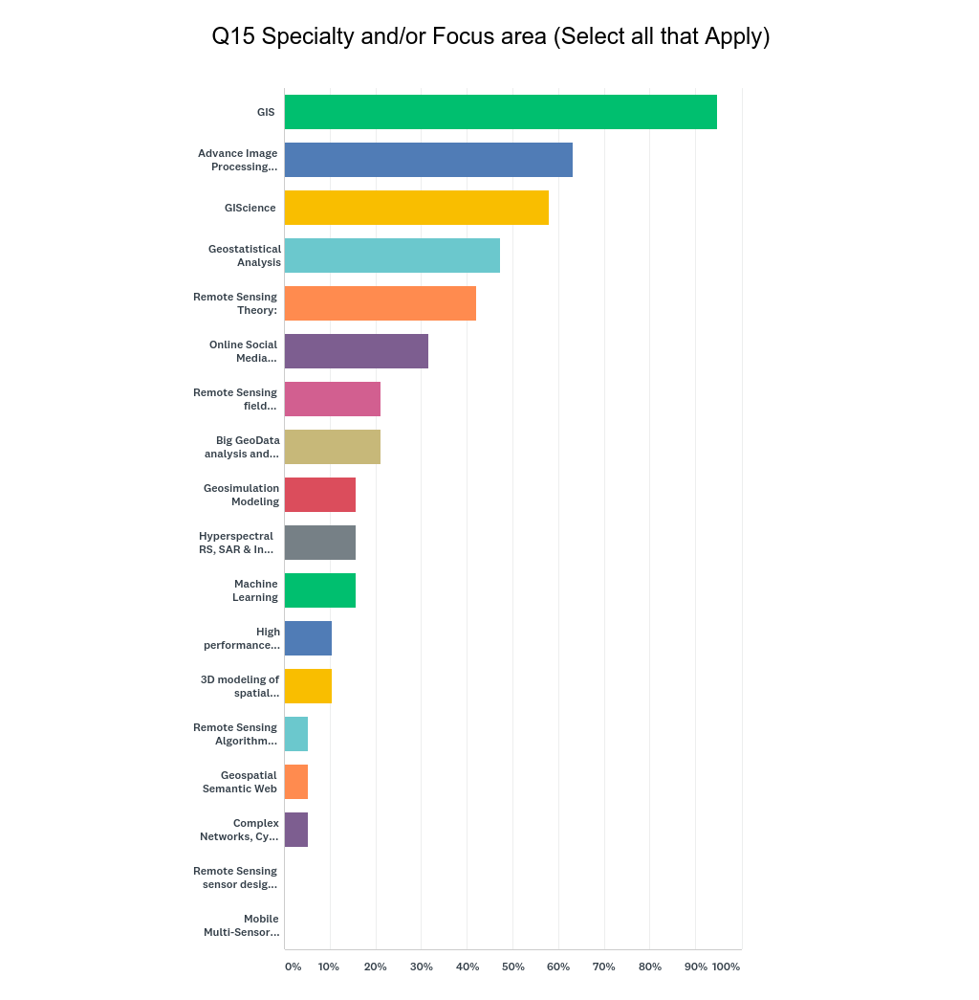 Q15 Specialty and/or Focus area (Select all that Apply)
GIS
Advance Image
Processing...
GIScience
Geostatistical
Analysis
Remote Sensing
Theory:
Online Social
Media...
Remote Sensing
field...
Big GeoData
analysis and...
Geosimulation
Modeling
Hyperspectral
RS, SAR & In...
Machine
Learning
High
performance...
3D modeling of
spatial...
Remote Sensing
Algorithm...
Geospatial
Semantic Web
Complex
Networks, Cy...
Remote Sensing
sensor desig...
Mobile
Multi-Sensor...
0% 10% 20% 30% 40% 50% 60% 70% 80% 90% 100%